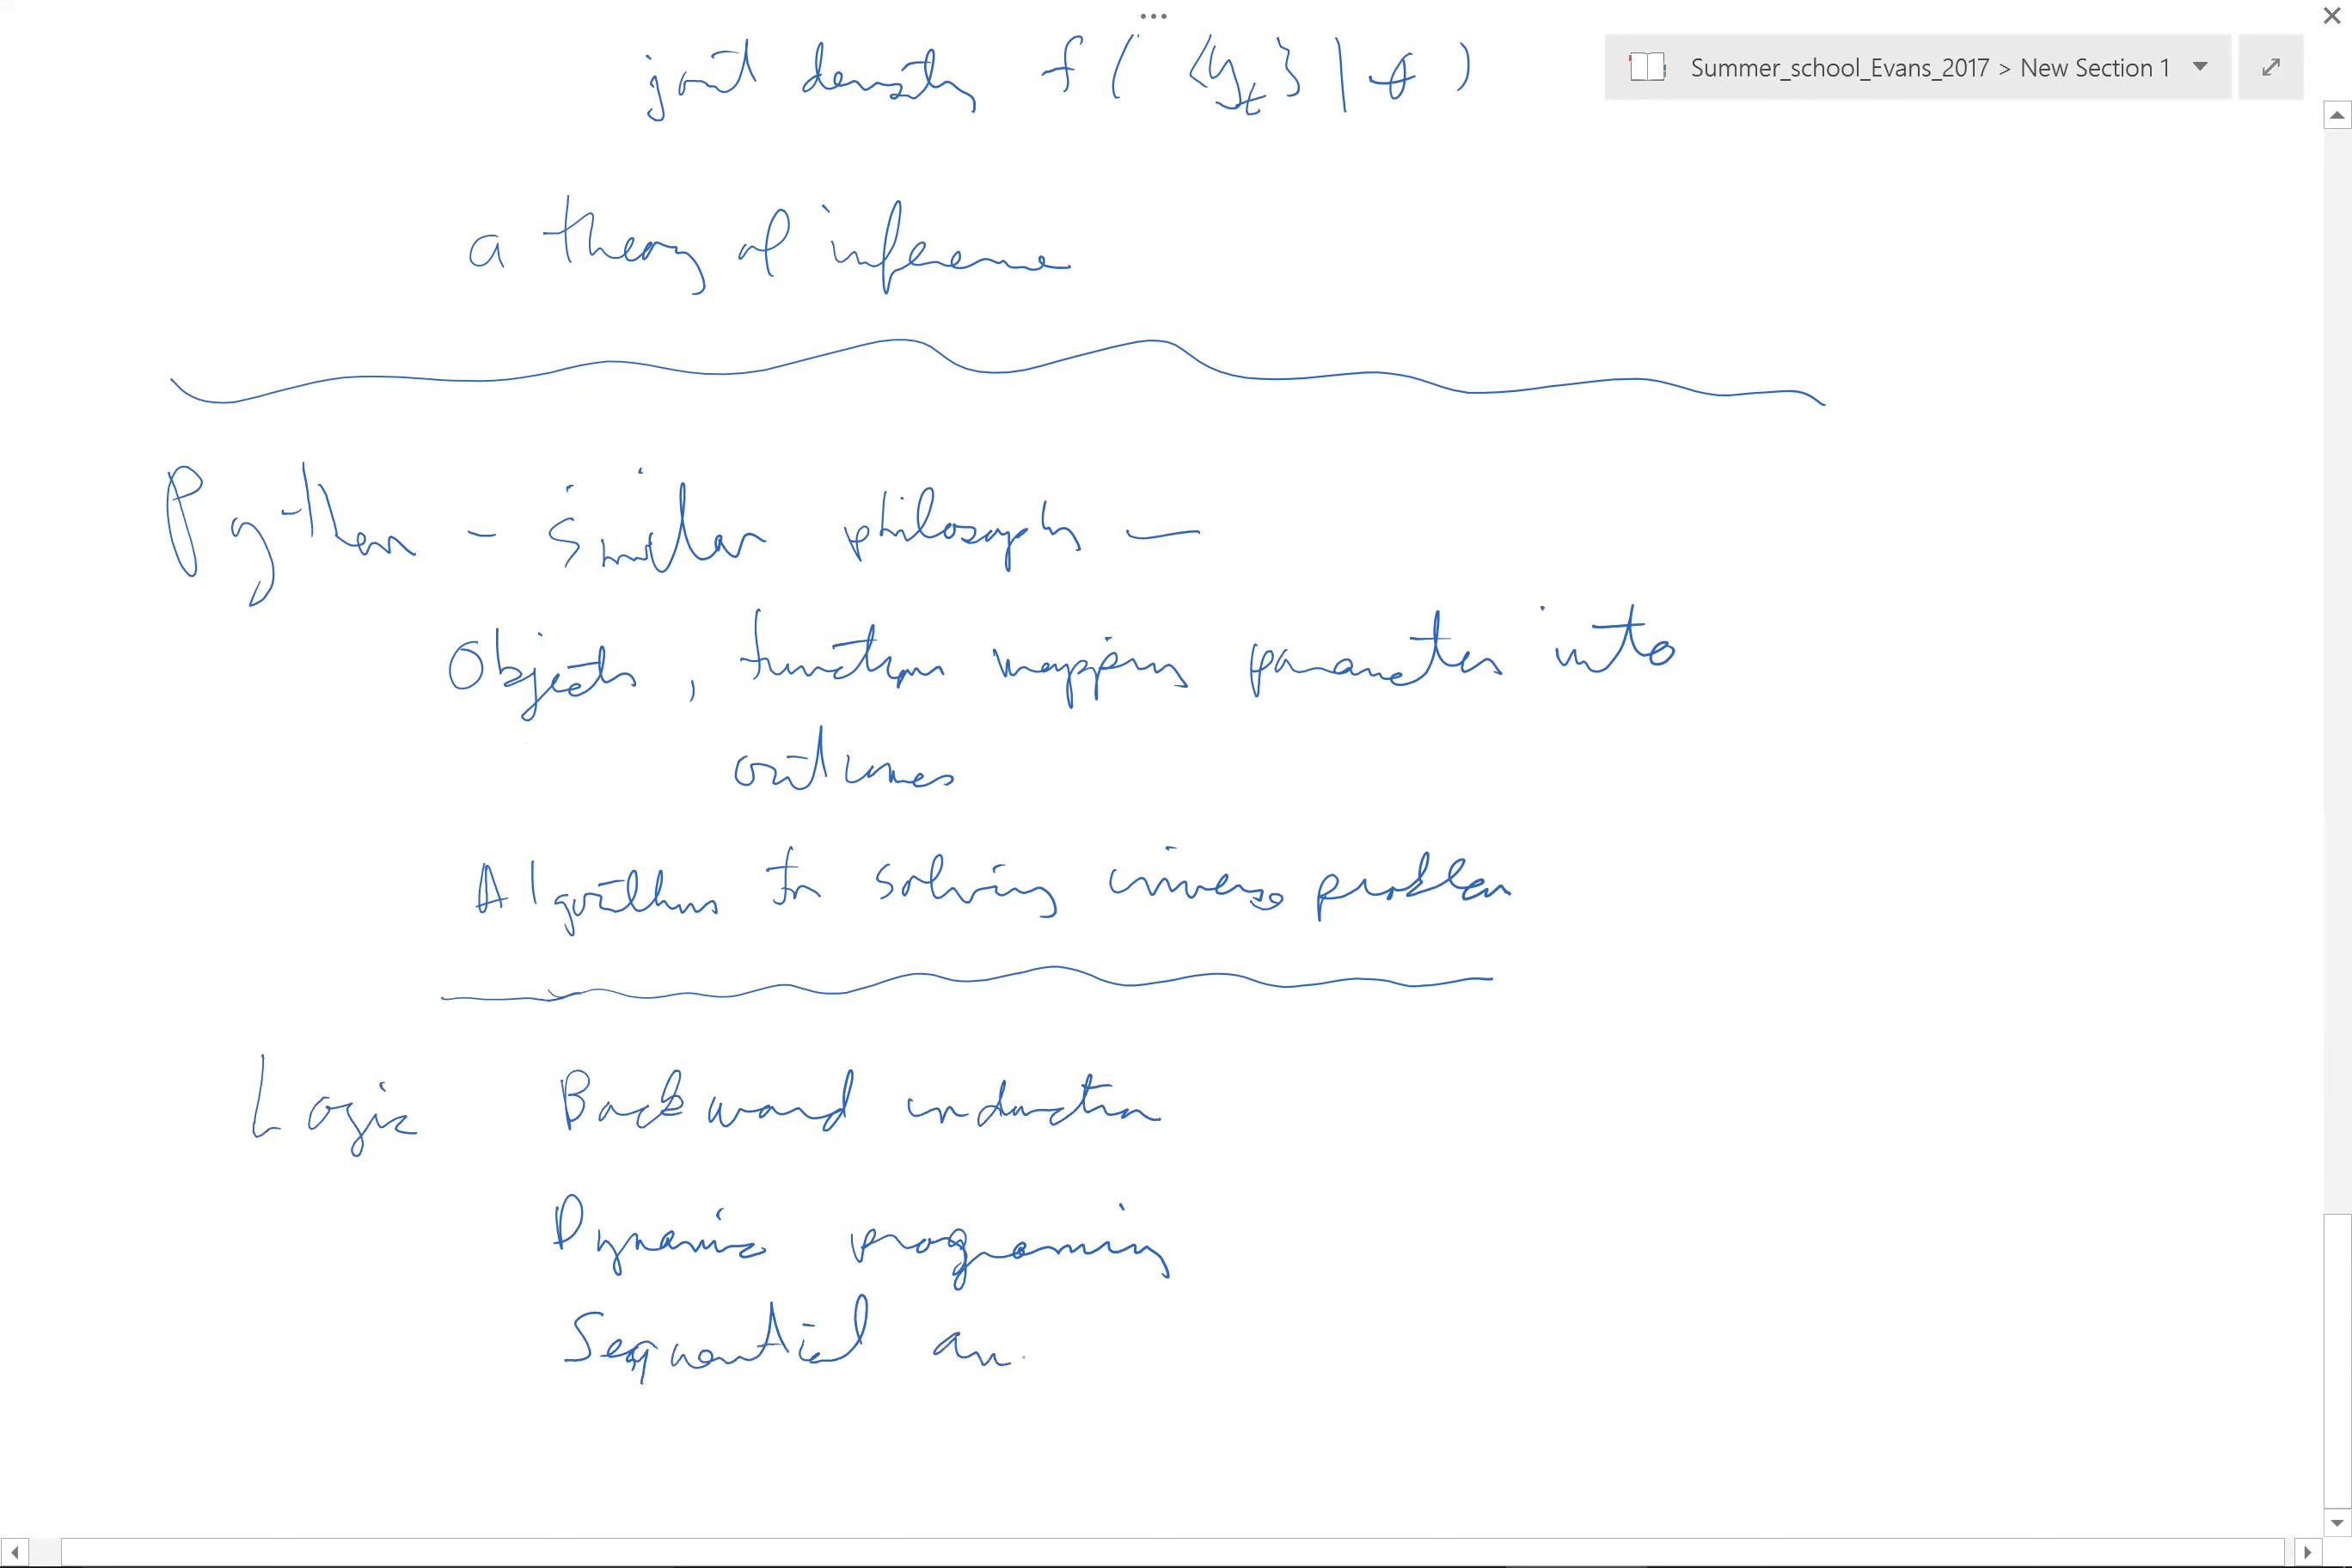 joint density f( {y_t} | θ )
Summer_school_Evans_2017 > New Section 1
a theory of inference
Python - similar philosophy —
Objects, functions mapping parameters into
outcomes
Algorithms for solving inverse problem
Logic Backward induction
Dynamic programming
Sequential an